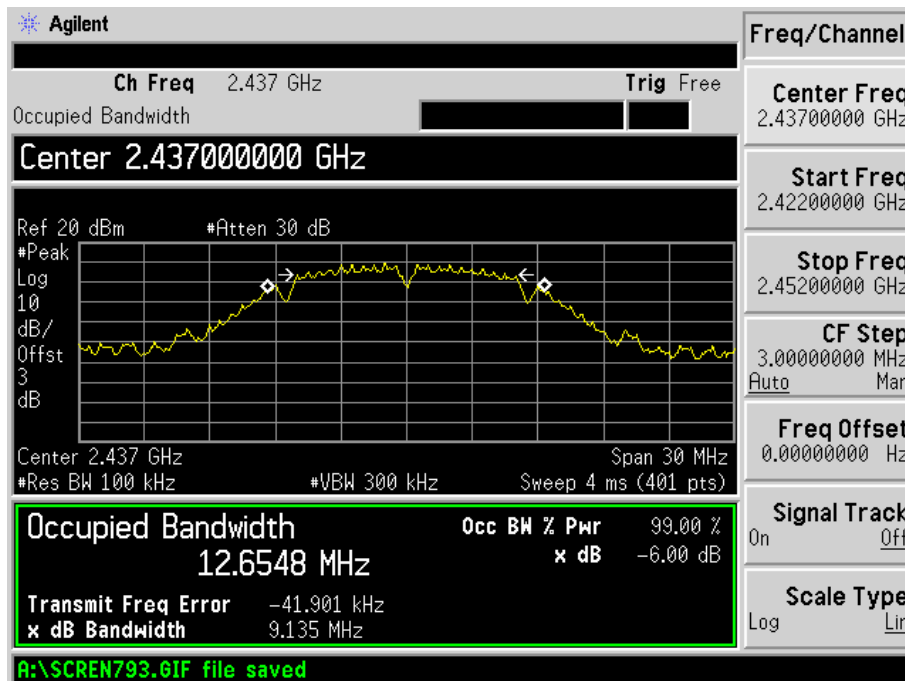 Agilent
Freq/Channel
Ch Freq 2.437 GHz Trig Free
Occupied Bandwidth
Center 2.437000000 GHz
Ref 20 dBm #Atten 30 dB
#Peak
Log
10
dB/
Offst
3
dB
Center 2.437 GHz Span 30 MHz
#Res BW 100 kHz #VBW 300 kHz Sweep 4 ms (401 pts)
Occupied Bandwidth
12.6548 MHz
Occ BW % Pwr 99.00 %
x dB -6.00 dB
Transmit Freq Error -41.901 kHz
x dB Bandwidth 9.135 MHz
A:\SCREN793.GIF file saved
Center Freq
2.43700000 GHz
Start Freq
2.42200000 GHz
Stop Freq
2.45200000 GHz
CF Step
3.00000000 MHz
Auto Man
Freq Offset
0.00000000 Hz
Signal Track
On Off
Scale Type
Log Lin